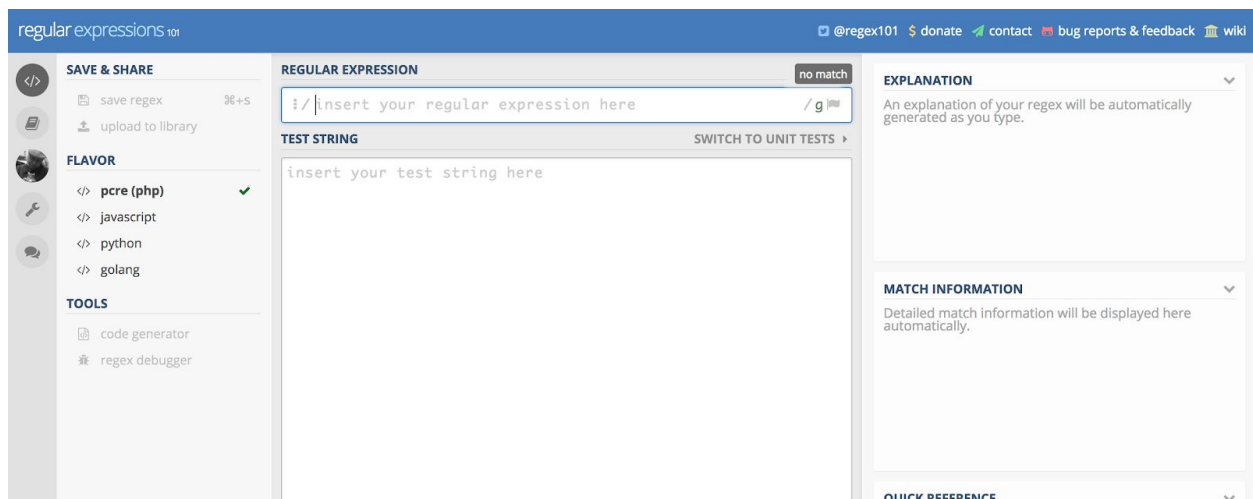 regular expressions 101
@regex101 $ donate contact bug reports & feedback wiki
SAVE & SHARE
save regex ⌘+S
upload to library
FLAVOR
</> pcre (php)
</> javascript
</> python
</> golang
TOOLS
code generator
regex debugger
REGULAR EXPRESSION
no match
/ insert your regular expression here / g
TEST STRING
SWITCH TO UNIT TESTS
insert your test string here
EXPLANATION
An explanation of your regex will be automatically
generated as you type.
MATCH INFORMATION
Detailed match information will be displayed here
automatically.
QUICK REFERENCE